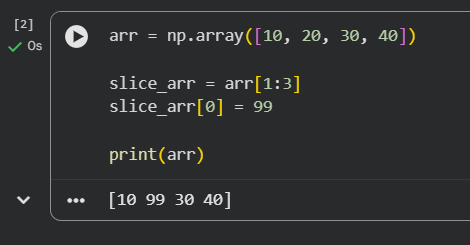 [2]
0s
arr = np.array([10, 20, 30, 40])
slice_arr = arr[1:3]
slice_arr[0] = 99
print(arr)
[10 99 30 40]